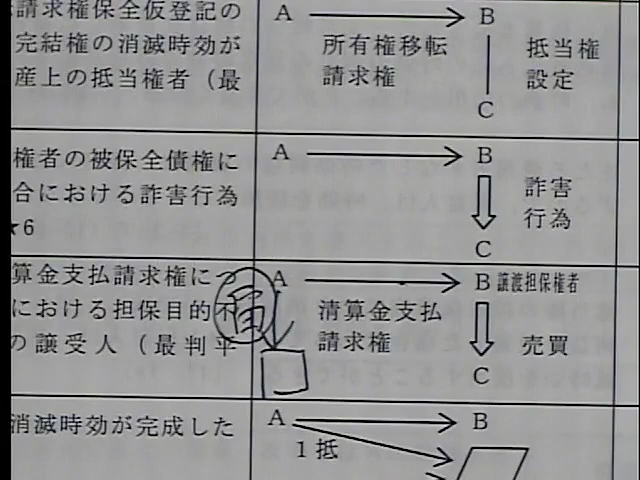 請求権保全仮登記の
完結権の消滅時効が
産上の抵当権者（最
A B
所有権移転
請求権
抵当権
設定
C
権者の被保全債権に
合における詐害行為
★6
A B
詐害
行為
C
算金支払請求権につ
における担保目的不
の譲受人（最判平
A B 譲渡担保権者
清算金支払
請求権
売買
C
消滅時効が完成した
A B
1抵